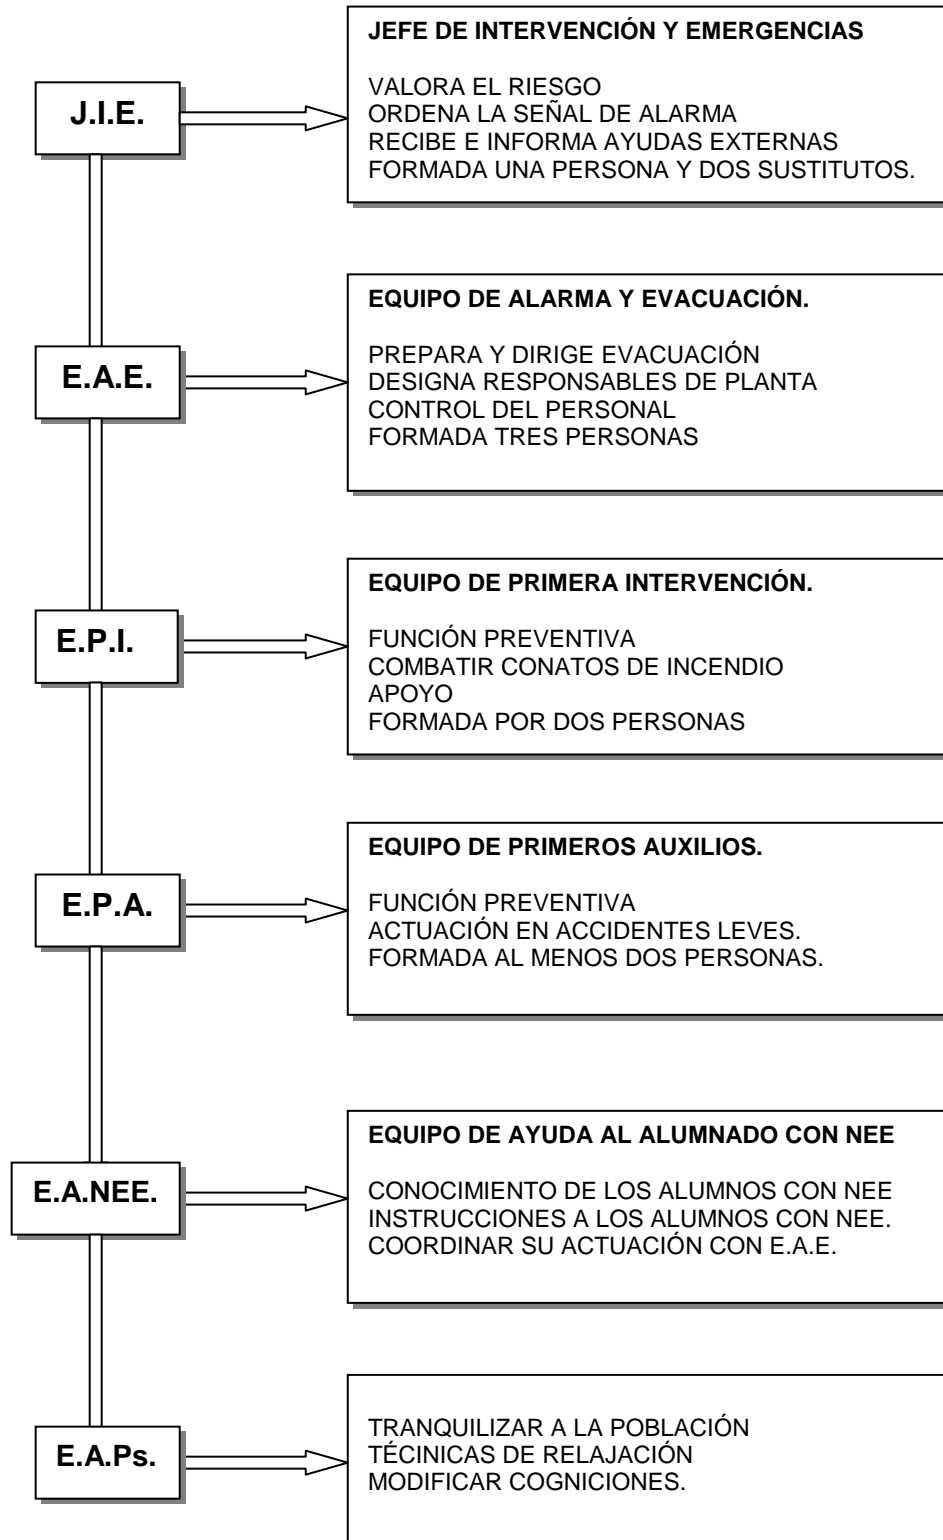 J.I.E.
JEFE DE INTERVENCIÓN Y EMERGENCIAS
VALORA EL RIESGO
ORDENA LA SEÑAL DE ALARMA
RECIBE E INFORMA AYUDAS EXTERNAS
FORMADA UNA PERSONA Y DOS SUSTITUTOS.
E.A.E.
EQUIPO DE ALARMA Y EVACUACIÓN.
PREPARA Y DIRIGE EVACUACIÓN
DESIGNA RESPONSABLES DE PLANTA
CONTROL DEL PERSONAL
FORMADA TRES PERSONAS
E.P.I.
EQUIPO DE PRIMERA INTERVENCIÓN.
FUNCIÓN PREVENTIVA
COMBATIR CONATOS DE INCENDIO
APOYO
FORMADA POR DOS PERSONAS
E.P.A.
EQUIPO DE PRIMEROS AUXILIOS.
FUNCIÓN PREVENTIVA
ACTUACIÓN EN ACCIDENTES LEVES.
FORMADA AL MENOS DOS PERSONAS.
E.A.NEE.
EQUIPO DE AYUDA AL ALUMNADO CON NEE
CONOCIMIENTO DE LOS ALUMNOS CON NEE
INSTRUCCIONES A LOS ALUMNOS CON NEE.
COORDINAR SU ACTUACIÓN CON E.A.E.
E.A.Ps.
TRANQUILIZAR A LA POBLACIÓN
TÉCINICAS DE RELAJACIÓN
MODIFICAR COGNICIONES.